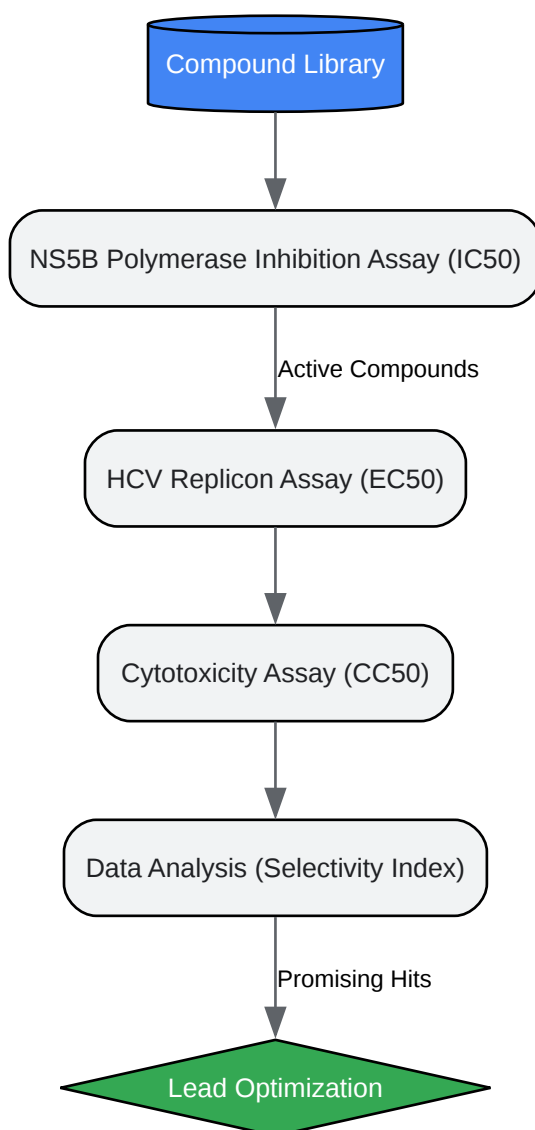 Compound Library
NS5B Polymerase Inhibition Assay (IC50)
Active Compounds
HCV Replicon Assay (EC50)
Cytotoxicity Assay (CC50)
Data Analysis (Selectivity Index)
Promising Hits
Lead Optimization